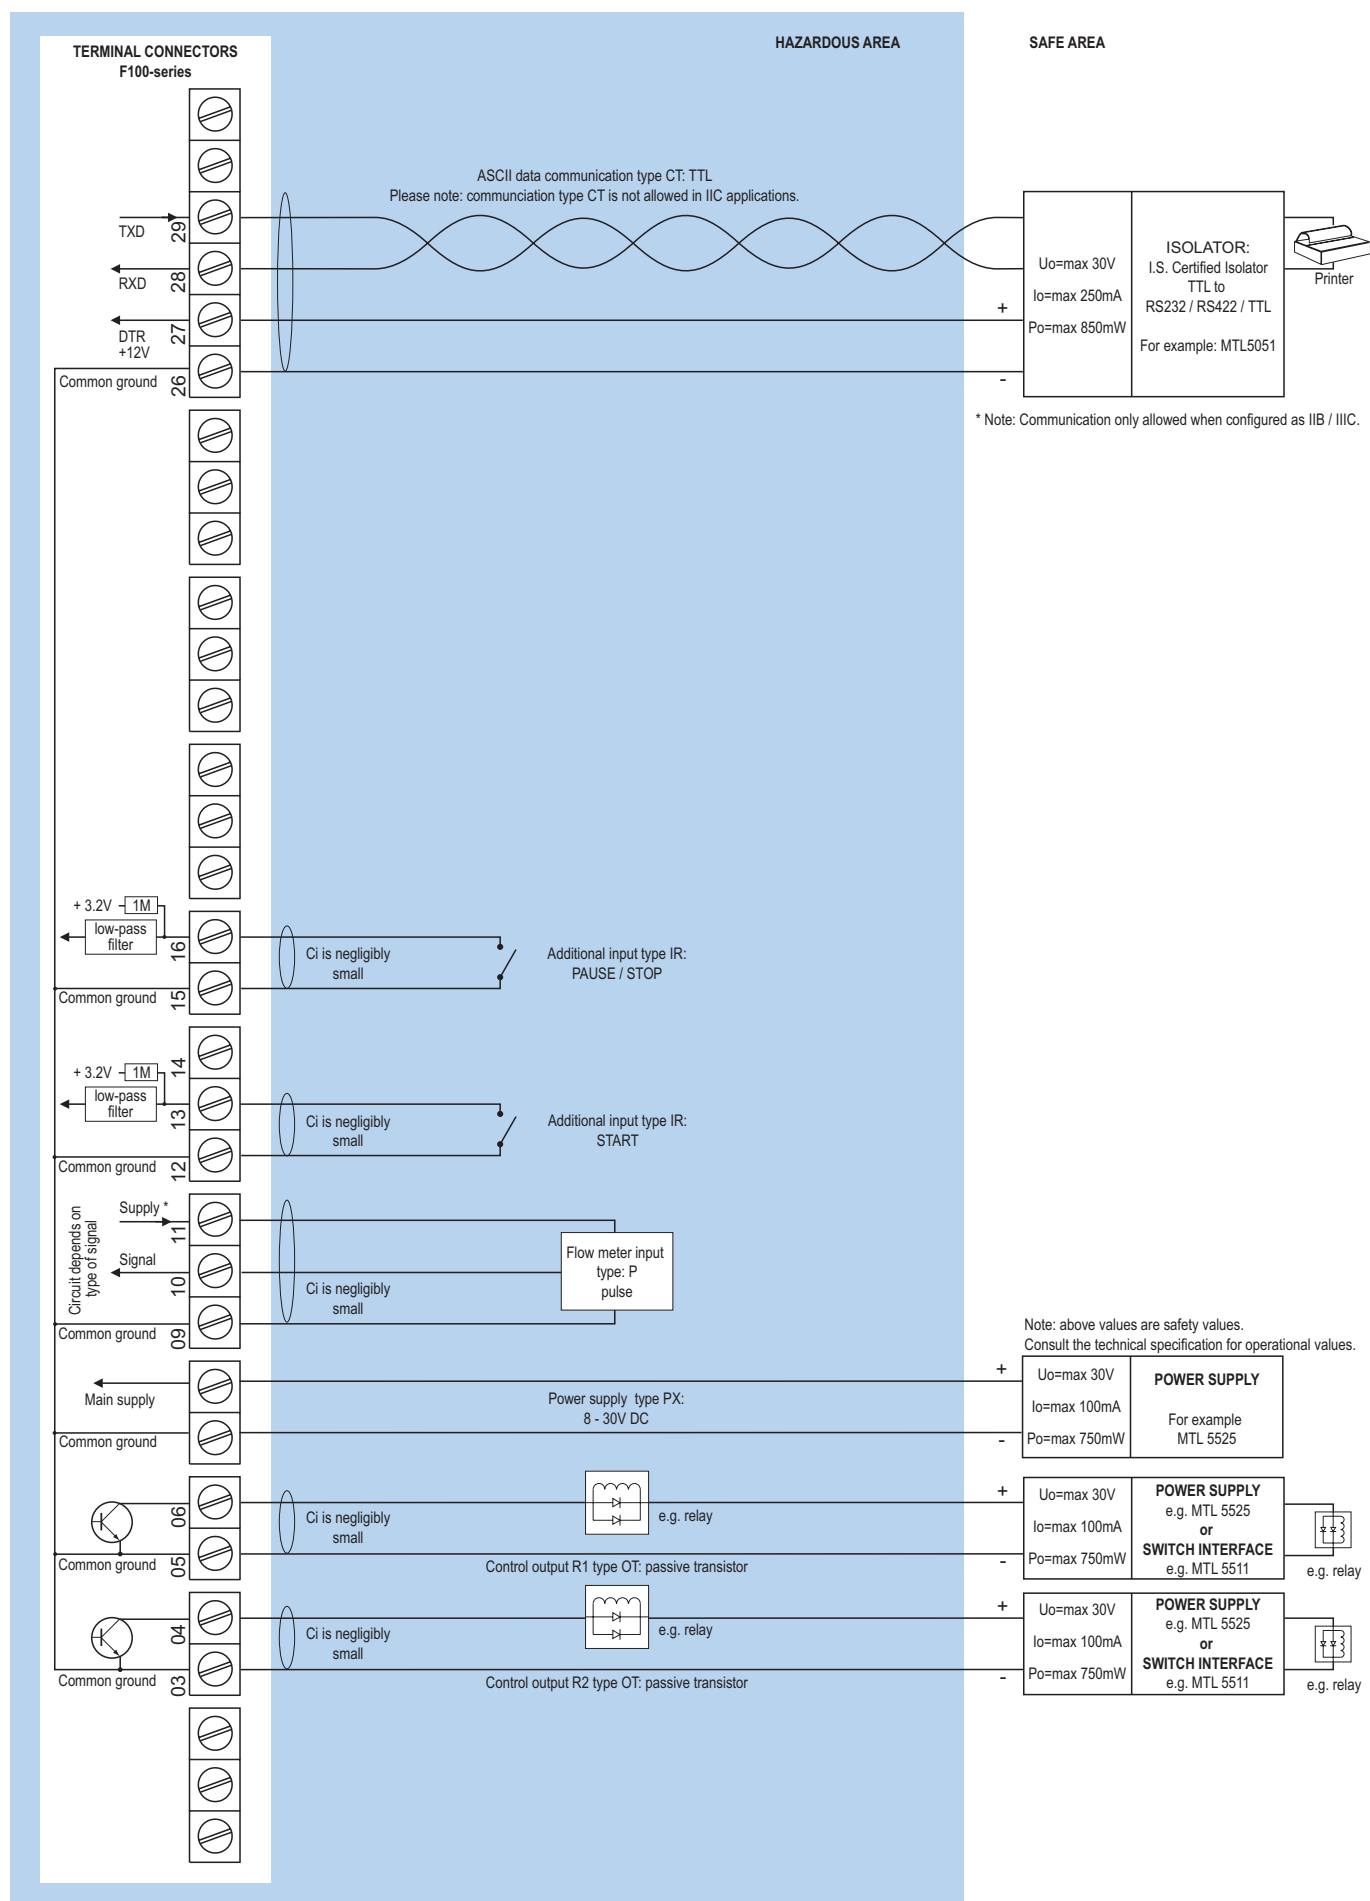 TERMINAL CONNECTORS
F100-series
HAZARDOUS AREA
SAFE AREA
ASCII data communication type CT: TTL
Please note: communciation type CT is not allowed in IIC applications.
TXD
29
RXD
28
DTR
+12V
27
Common ground
26
+
-
Uo=max 30V
Io=max 250mA
Po=max 850mW
ISOLATOR:
I.S. Certified Isolator
TTL to
RS232 / RS422 / TTL
For example: MTL5051
Printer
* Note: Communication only allowed when configured as IIB / IIIC.
+ 3.2V
1M
low-pass
filter
16
Common ground
15
Ci is negligibly
small
Additional input type IR:
PAUSE / STOP
14
+ 3.2V
1M
low-pass
filter
13
Common ground
12
Ci is negligibly
small
Additional input type IR:
START
Circuit depends on
type of signal
Supply *
11
Signal
10
Common ground
09
Ci is negligibly
small
Flow meter input
type: P
pulse
Note: above values are safety values.
Consult the technical specification for operational values.
Main supply
Common ground
Power supply type PX:
8 - 30V DC
+
-
Uo=max 30V
Io=max 100mA
Po=max 750mW
POWER SUPPLY
For example
MTL 5525
06
Common ground
05
Ci is negligibly
small
e.g. relay
Control output R1 type OT: passive transistor
+
-
Uo=max 30V
Io=max 100mA
Po=max 750mW
POWER SUPPLY
e.g. MTL 5525
or
SWITCH INTERFACE
e.g. MTL 5511
e.g. relay
04
Common ground
03
Ci is negligibly
small
e.g. relay
Control output R2 type OT: passive transistor
+
-
Uo=max 30V
Io=max 100mA
Po=max 750mW
POWER SUPPLY
e.g. MTL 5525
or
SWITCH INTERFACE
e.g. MTL 5511
e.g. relay